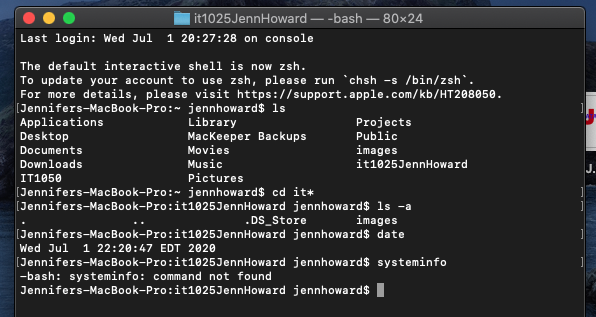 it1025JennHoward — -bash — 80×24
Last login: Wed Jul  1 20:27:28 on console

The default interactive shell is now zsh.
To update your account to use zsh, please run `chsh -s /bin/zsh`.
For more details, please visit https://support.apple.com/kb/HT208050.
[Jennifers-MacBook-Pro:~ jennhoward$ ls                                          ]
Applications            Library                 Projects
Desktop                 MacKeeper Backups       Public
Documents               Movies                  images
Downloads               Music                   it1025JennHoward
IT1050                  Pictures
[Jennifers-MacBook-Pro:~ jennhoward$ cd it*                                      ]
[Jennifers-MacBook-Pro:it1025JennHoward jennhoward$ ls -a                        ]
.               ..              .DS_Store       images
[Jennifers-MacBook-Pro:it1025JennHoward jennhoward$ date                         ]
Wed Jul  1 22:20:47 EDT 2020
[Jennifers-MacBook-Pro:it1025JennHoward jennhoward$ systeminfo                   ]
-bash: systeminfo: command not found
Jennifers-MacBook-Pro:it1025JennHoward jennhoward$
J.